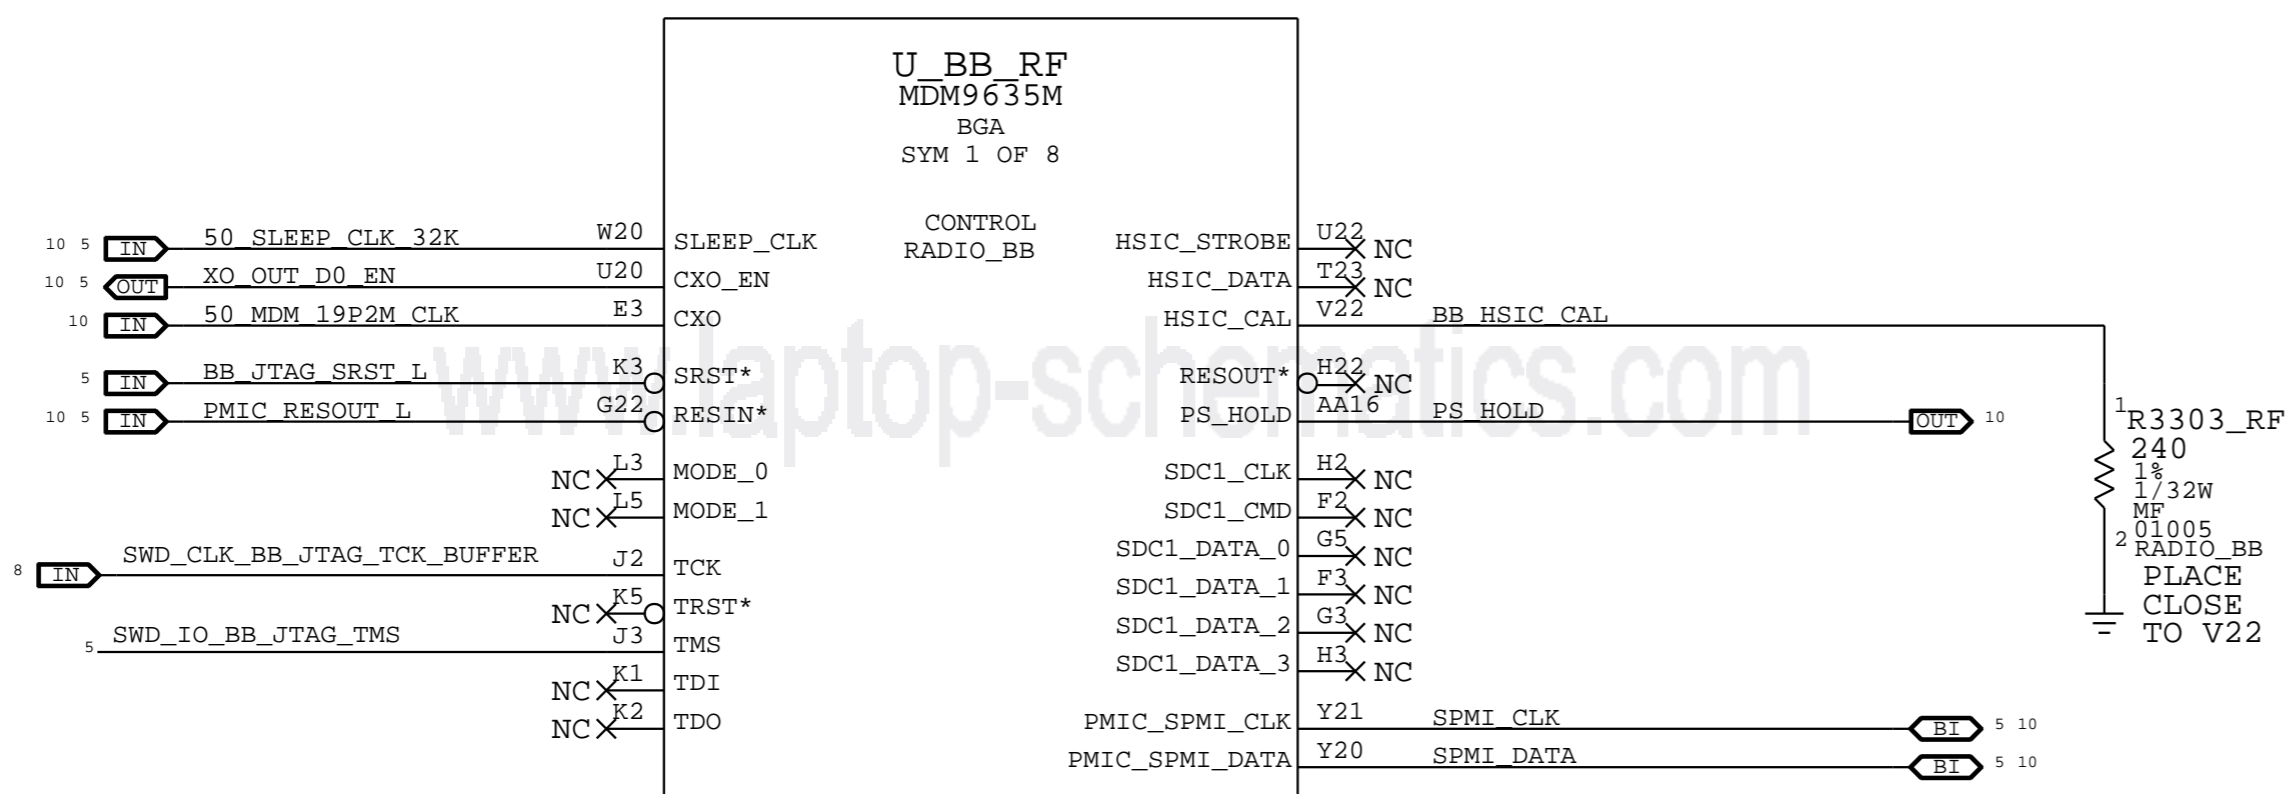 U_BB_RF
MDM9635M
BGA
SYM 1 OF 8
CONTROL
RADIO_BB
10 5 IN 50_SLEEP_CLK_32K W20 SLEEP_CLK
10 5 OUT XO_OUT_D0_EN U20 CXO_EN
10 IN 50_MDM_19P2M_CLK E3 CXO
5 IN BB_JTAG_SRST_L K3 SRST*
10 5 IN PMIC_RESOUT_L G22 RESIN*
NC L3 MODE_0
NC L5 MODE_1
8 IN SWD_CLK_BB_JTAG_TCK_BUFFER J2 TCK
NC K5 TRST*
5 SWD_IO_BB_JTAG_TMS J3 TMS
NC K1 TDI
NC K2 TDO
HSIC_STROBE U22 NC
HSIC_DATA T23 NC
HSIC_CAL V22 BB_HSIC_CAL
RESOUT* H22 NC
PS_HOLD AA16 PS_HOLD OUT 10
SDC1_CLK H2 NC
SDC1_CMD F2 NC
SDC1_DATA_0 G5 NC
SDC1_DATA_1 F3 NC
SDC1_DATA_2 G3 NC
SDC1_DATA_3 H3 NC
PMIC_SPMI_CLK Y21 SPMI_CLK BI 5 10
PMIC_SPMI_DATA Y20 SPMI_DATA BI 5 10
1 R3303_RF
240
1%
1/32W
MF
01005
2 RADIO_BB
PLACE
CLOSE
TO V22
www.laptop-schematics.com